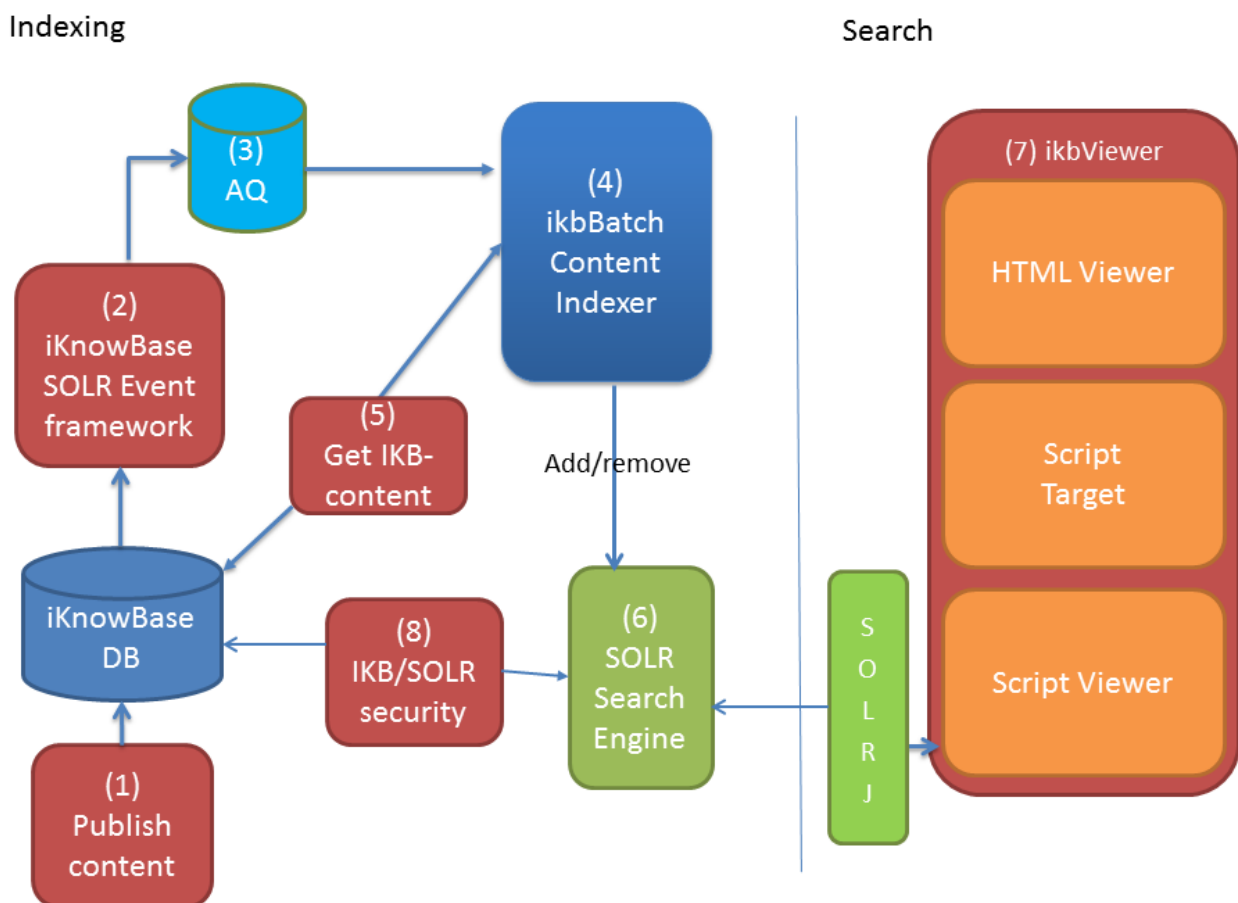 Indexing
Search
(3)
AQ
(4)
ikbBatch
Content
Indexer
(7) ikbViewer
HTML Viewer
(2)
iKnowBase
SOLR Event
framework
(5)
Get IKB-
content
Add/remove
Script
Target
iKnowBase
DB
(8)
IKB/SOLR
security
(6)
SOLR
Search
Engine
S
O
L
R
J
Script Viewer
(1)
Publish
content